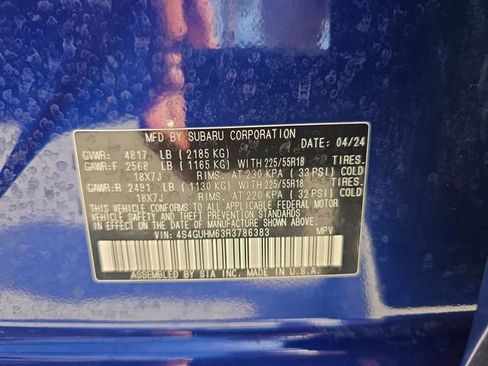 MFD BY SUBARU CORPORATION DATE: 04/24
GVWR: 4817 LB (2185 KG)
GAWR:F 2568 LB (1165 KG) WITH 225/55R18 TIRES.
18X7J RIMS. AT 230 KPA (33 PSI) COLD
GAWR:R 2491 LB (1130 KG) WITH 225/55R18 TIRES.
18X7J RIMS. AT 220 KPA (32 PSI) COLD
THIS VEHICLE CONFORMS TO ALL APPLICABLE FEDERAL MOTOR
VEHICLE SAFETY AND THEFT PREVENTION STANDARDS
IN EFFECT ON THE DATE OF MANUFACTURE SHOWN ABOVE.
VIN: 4S4GUHM63R3786383 MPV
ASSEMBLED BY SIA INC. MADE IN U.S.A.